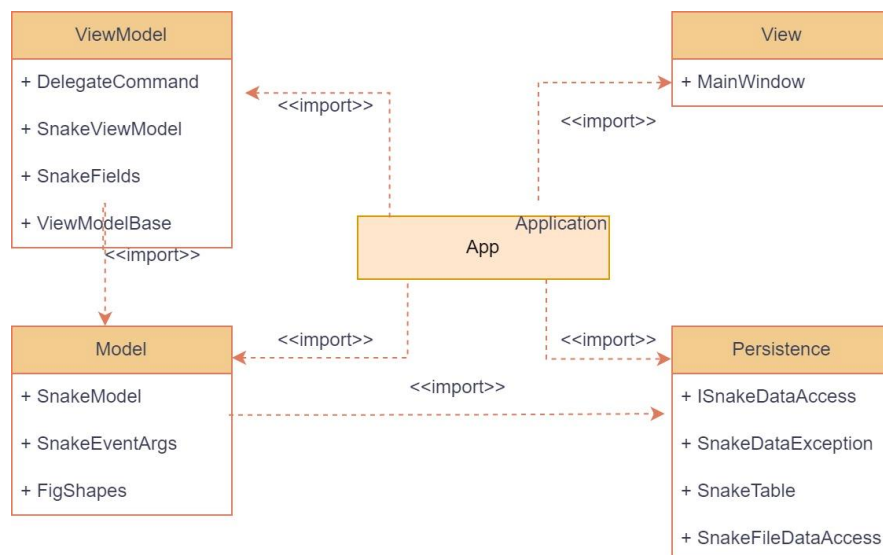 ViewModel
+ DelegateCommand
+ SnakeViewModel
+ SnakeFields
+ ViewModelBase
<<import>>
View
+ MainWindow
<<import>>
<<import>>
Application
App
<<import>>
<<import>>
Model
+ SnakeModel
+ SnakeEventArgs
+ FigShapes
<<import>>
Persistence
+ ISnakeDataAccess
+ SnakeDataException
+ SnakeTable
+ SnakeFileDataAccess